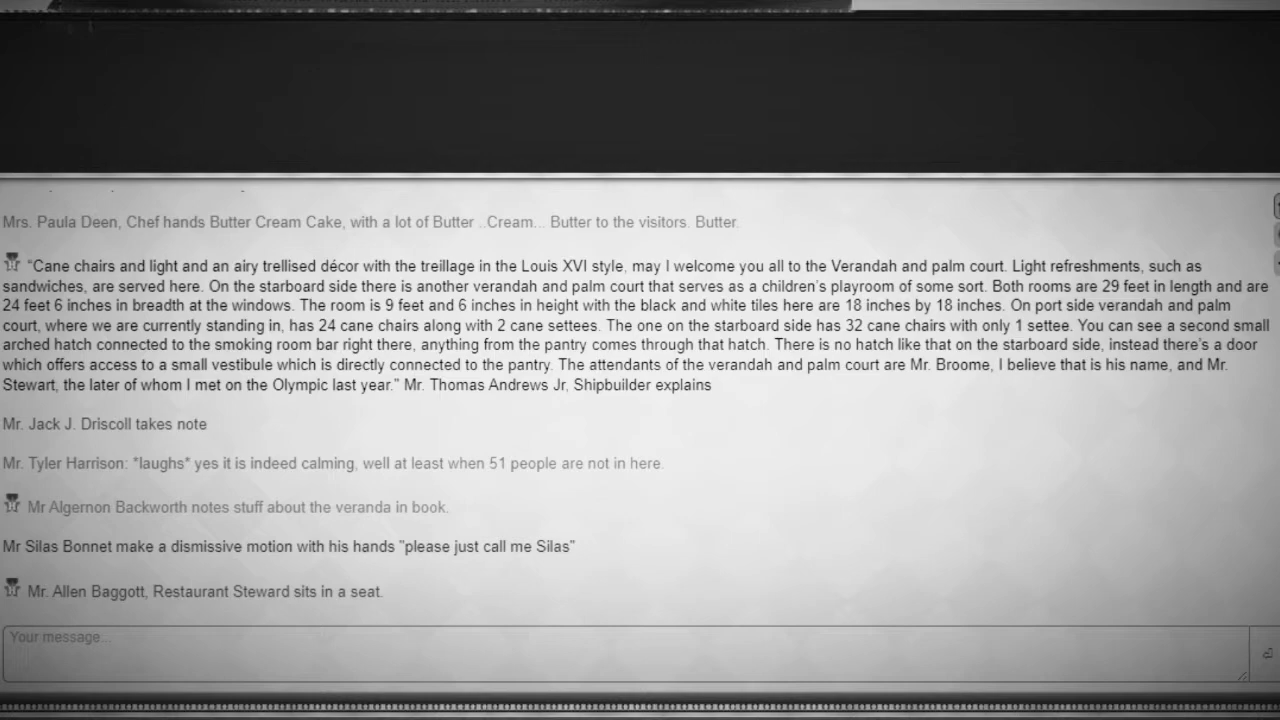 Mrs. Paula Deen, Chef hands Butter Cream Cake, with a lot of Butter ..Cream... Butter to the visitors. Butter.
“Cane chairs and light and an airy trellised décor with the treillage in the Louis XVI style, may I welcome you all to the Verandah and palm court. Light refreshments, such as
sandwiches, are served here. On the starboard side there is another verandah and palm court that serves as a children's playroom of some sort. Both rooms are 29 feet in length and are
24 feet 6 inches in breadth at the windows. The room is 9 feet and 6 inches in height with the black and white tiles here are 18 inches by 18 inches. On port side verandah and palm
court, where we are currently standing in, has 24 cane chairs along with 2 cane settees. The one on the starboard side has 32 cane chairs with only 1 settee. You can see a second small
arched hatch connected to the smoking room bar right there, anything from the pantry comes through that hatch. There is no hatch like that on the starboard side, instead there's a door
which offers access to a small vestibule which is directly connected to the pantry. The attendants of the verandah and palm court are Mr. Broome, I believe that is his name, and Mr.
Stewart, the later of whom I met on the Olympic last year.” Mr. Thomas Andrews Jr, Shipbuilder explains
Mr. Jack J. Driscoll takes note
Mr. Tyler Harrison: *laughs* yes it is indeed calming, well at least when 51 people are not in here.
Mr Algernon Backworth notes stuff about the veranda in book.
Mr Silas Bonnet make a dismissive motion with his hands "please just call me Silas"
Mr. Allen Baggott, Restaurant Steward sits in a seat.
Your message...